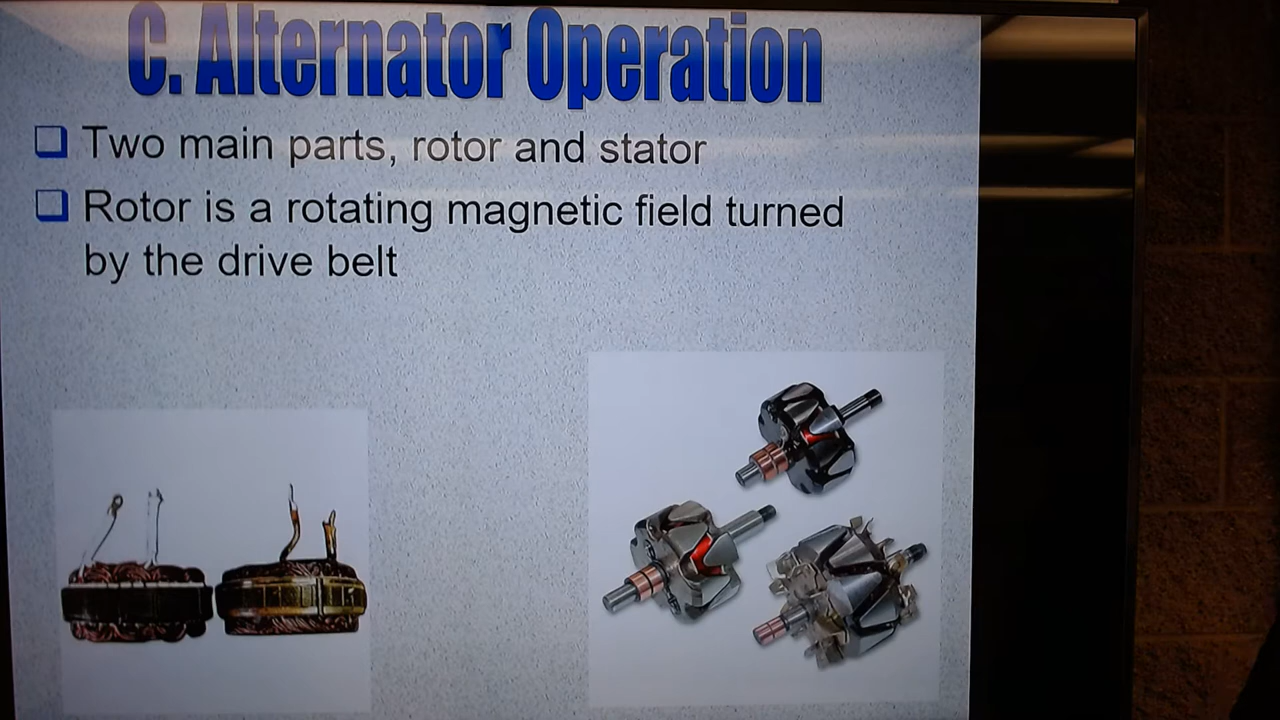 C. Alternator Operation
Two main parts, rotor and stator
Rotor is a rotating magnetic field turned
by the drive belt